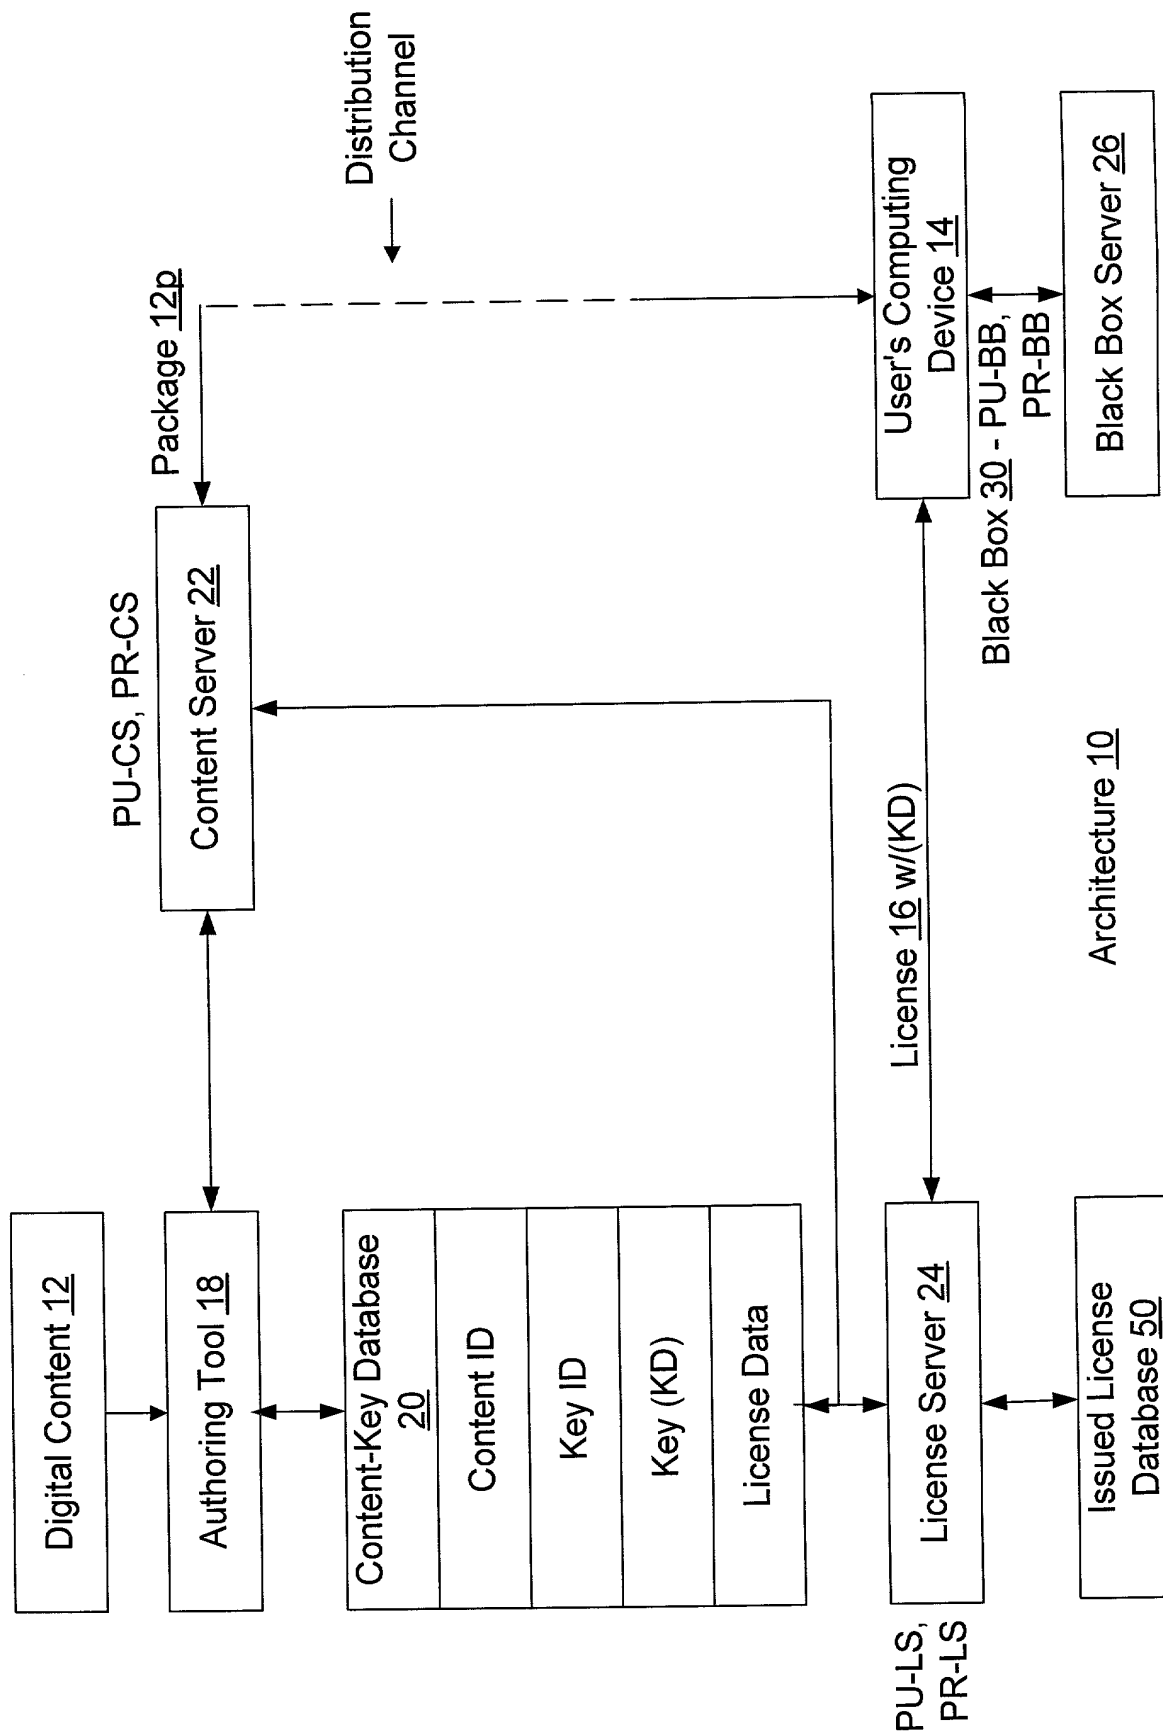 Digital Content 12
Authoring Tool 18
Content-Key Database
20
Content ID
Key ID
Key (KD)
License Data
PU-LS,
PR-LS
License Server 24
Issued License
Database 50
PU-CS, PR-CS
Content Server 22
Package 12p
Distribution
Channel
License 16 w/(KD)
User's Computing
Device 14
Black Box 30 - PU-BB,
PR-BB
Black Box Server 26
Architecture 10